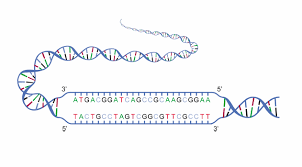 3' 5'
ATGACGGATCAGCCGCAAGCGGAA
TACTGCCTAGTCGGCGTTCGCCTT
5' 3'